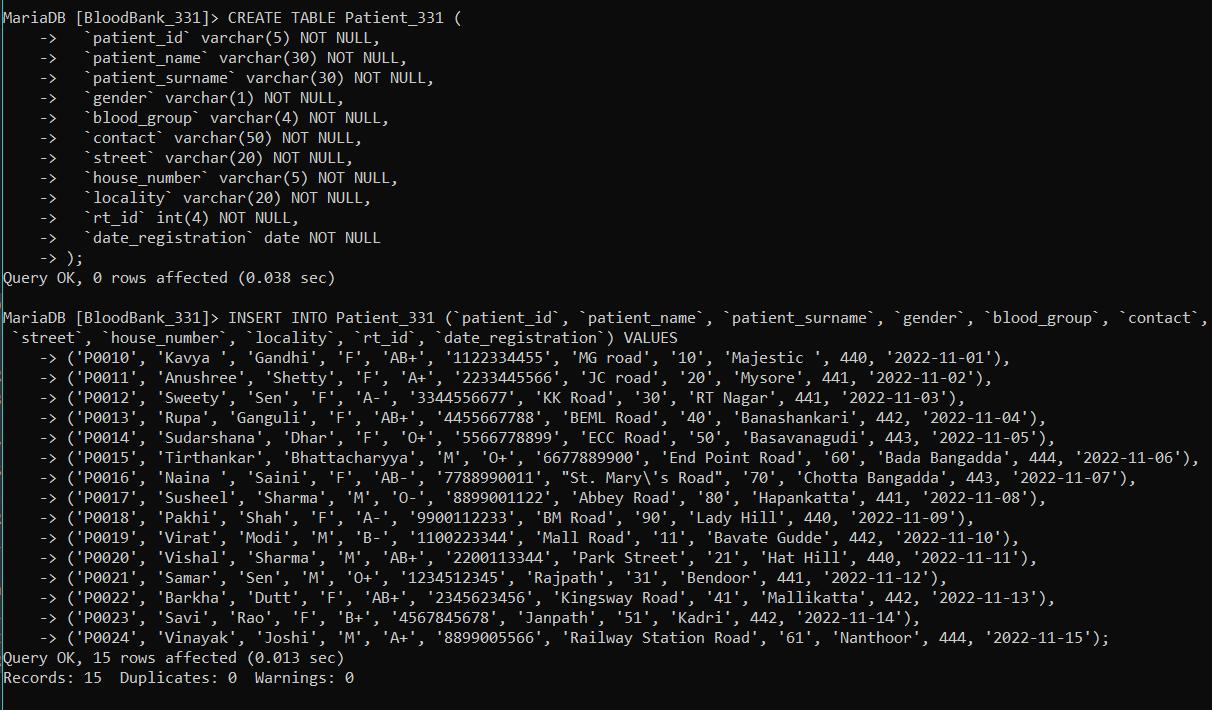 MariaDB [BloodBank_331]> CREATE TABLE Patient_331 (
    ->   `patient_id` varchar(5) NOT NULL,
    ->   `patient_name` varchar(30) NOT NULL,
    ->   `patient_surname` varchar(30) NOT NULL,
    ->   `gender` varchar(1) NOT NULL,
    ->   `blood_group` varchar(4) NOT NULL,
    ->   `contact` varchar(50) NOT NULL,
    ->   `street` varchar(20) NOT NULL,
    ->   `house_number` varchar(5) NOT NULL,
    ->   `locality` varchar(20) NOT NULL,
    ->   `rt_id` int(4) NOT NULL,
    ->   `date_registration` date NOT NULL
    -> );
Query OK, 0 rows affected (0.038 sec)

MariaDB [BloodBank_331]> INSERT INTO Patient_331 (`patient_id`, `patient_name`, `patient_surname`, `gender`, `blood_group`, `contact`,
 `street`, `house_number`, `locality`, `rt_id`, `date_registration`) VALUES
    -> ('P0010', 'Kavya ', 'Gandhi', 'F', 'AB+', '1122334455', 'MG road', '10', 'Majestic ', 440, '2022-11-01'),
    -> ('P0011', 'Anushree', 'Shetty', 'F', 'A+', '2233445566', 'JC road', '20', 'Mysore', 441, '2022-11-02'),
    -> ('P0012', 'Sweety', 'Sen', 'F', 'A-', '3344556677', 'KK Road', '30', 'RT Nagar', 441, '2022-11-03'),
    -> ('P0013', 'Rupa', 'Ganguli', 'F', 'AB+', '4455667788', 'BEML Road', '40', 'Banashankari', 442, '2022-11-04'),
    -> ('P0014', 'Sudarshana', 'Dhar', 'F', 'O+', '5566778899', 'ECC Road', '50', 'Basavanagudi', 443, '2022-11-05'),
    -> ('P0015', 'Tirthankar', 'Bhattacharyya', 'M', 'O+', '6677889900', 'End Point Road', '60', 'Bada Bangadda', 444, '2022-11-06'),
    -> ('P0016', 'Naina ', 'Saini', 'F', 'AB-', '7788990011', "St. Mary\'s Road", '70', 'Chotta Bangadda', 443, '2022-11-07'),
    -> ('P0017', 'Susheel', 'Sharma', 'M', 'O-', '8899001122', 'Abbey Road', '80', 'Hapankatta', 441, '2022-11-08'),
    -> ('P0018', 'Pakhi', 'Shah', 'F', 'A-', '9900112233', 'BM Road', '90', 'Lady Hill', 440, '2022-11-09'),
    -> ('P0019', 'Virat', 'Modi', 'M', 'B-', '1100223344', 'Mall Road', '11', 'Bavate Gudde', 442, '2022-11-10'),
    -> ('P0020', 'Vishal', 'Sharma', 'M', 'AB+', '2200113344', 'Park Street', '21', 'Hat Hill', 440, '2022-11-11'),
    -> ('P0021', 'Samar', 'Sen', 'M', 'O+', '1234512345', 'Rajpath', '31', 'Bendoor', 441, '2022-11-12'),
    -> ('P0022', 'Barkha', 'Dutt', 'F', 'AB+', '2345623456', 'Kingsway Road', '41', 'Mallikatta', 442, '2022-11-13'),
    -> ('P0023', 'Savi', 'Rao', 'F', 'B+', '4567845678', 'Janpath', '51', 'Kadri', 442, '2022-11-14'),
    -> ('P0024', 'Vinayak', 'Joshi', 'M', 'A+', '8899005566', 'Railway Station Road', '61', 'Nanthoor', 444, '2022-11-15');
Query OK, 15 rows affected (0.013 sec)
Records: 15  Duplicates: 0  Warnings: 0